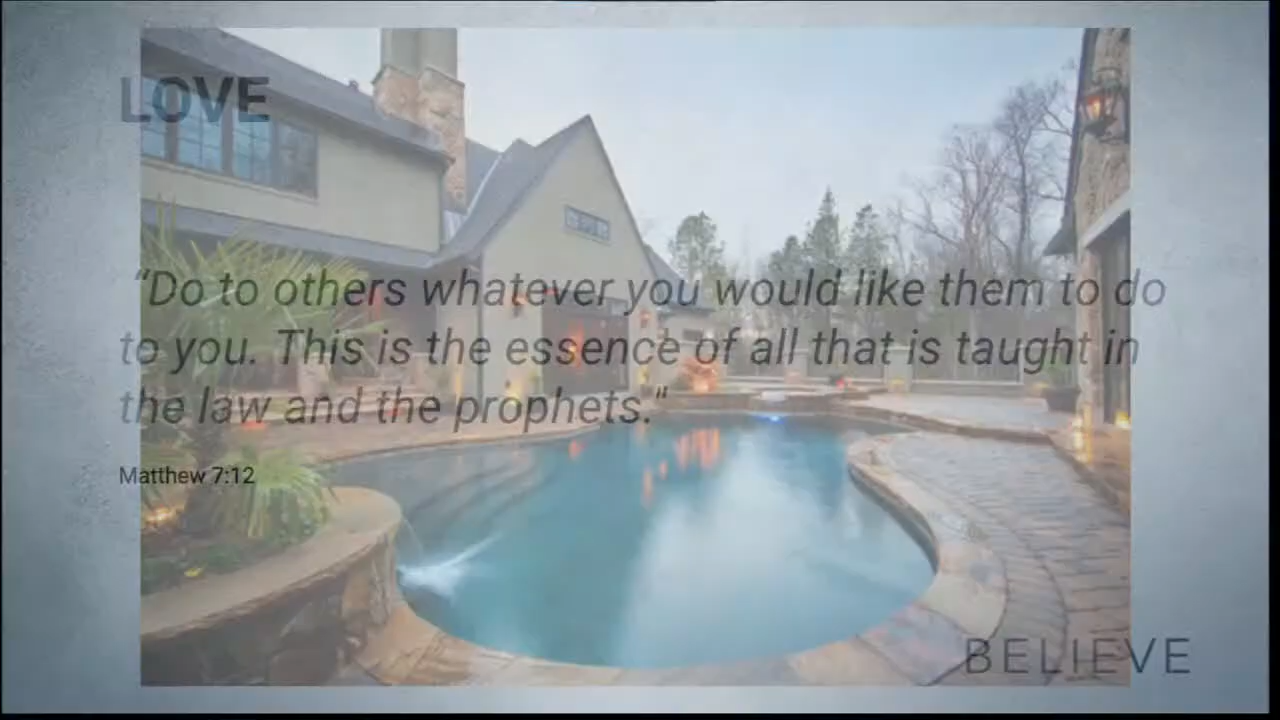 LOVE
“Do to others whatever you would like them to do
to you. This is the essence of all that is taught in
the law and the prophets.“
Matthew 7:12
BELIEVE